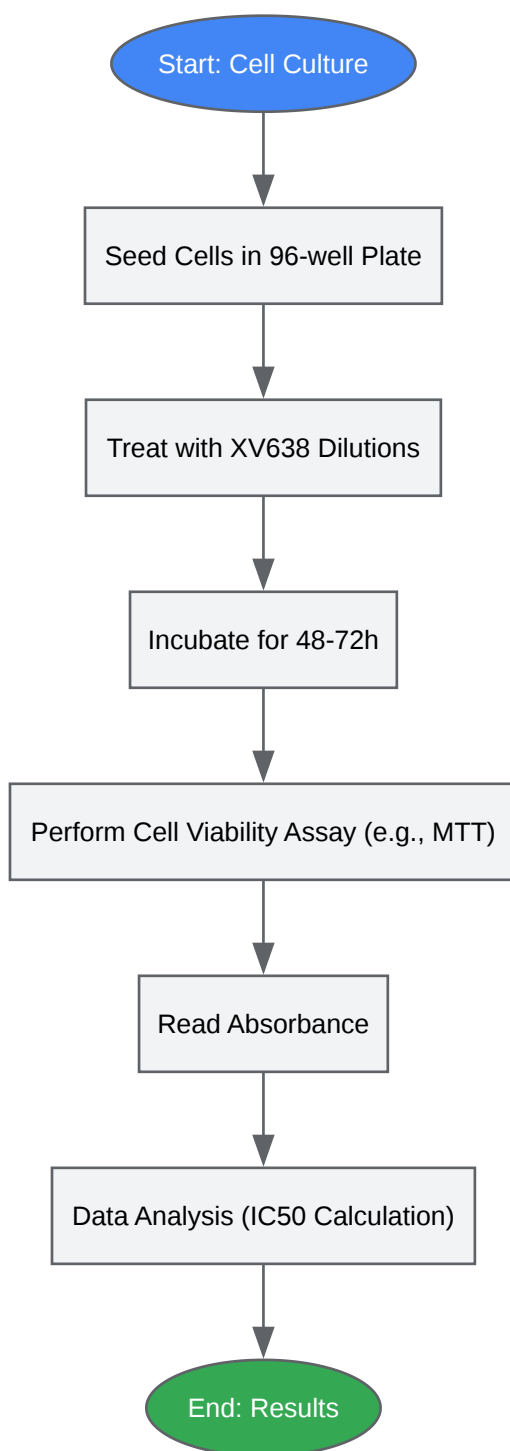 Start: Cell Culture
Seed Cells in 96-well Plate
Treat with XV638 Dilutions
Incubate for 48-72h
Perform Cell Viability Assay (e.g., MTT)
Read Absorbance
Data Analysis (IC50 Calculation)
End: Results